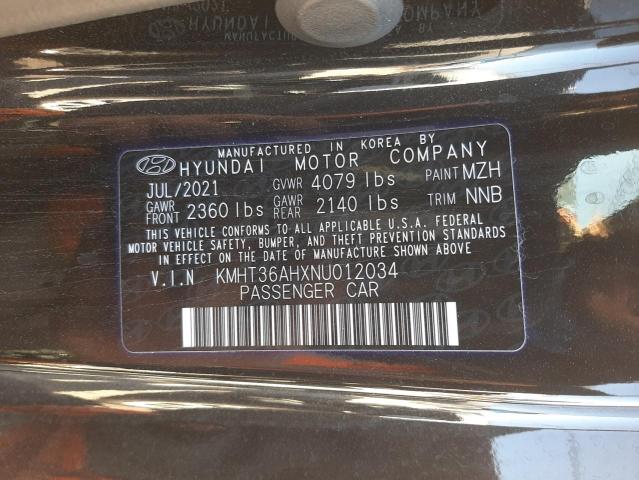 MANUFACTURED IN KOREA BY
HYUNDAI MOTOR COMPANY
JUL/2021 GVWR 4079 lbs PAINT MZH
GAWR FRONT 2360 lbs GAWR REAR 2140 lbs TRIM NNB
THIS VEHICLE CONFORMS TO ALL APPLICABLE U.S.A. FEDERAL
MOTOR VEHICLE SAFETY, BUMPER, AND THEFT PREVENTION STANDARDS
IN EFFECT ON THE DATE OF MANUFACTURE SHOWN ABOVE.
V.I.N KMHT36AHXNU012034
PASSENGER CAR